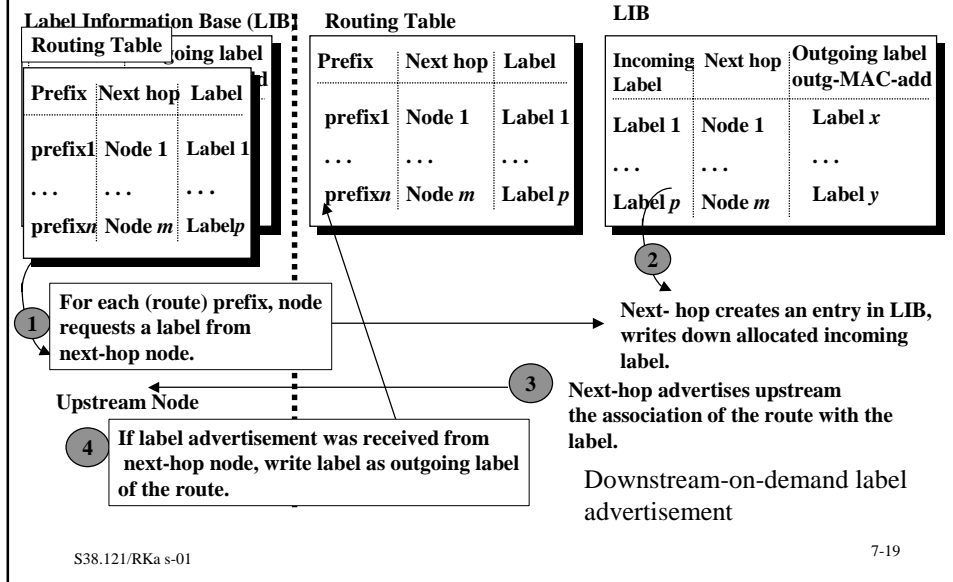 Label Information Base (LIB)
Routing Table
going label
d
Prefix Next hop Label
prefix1 Node 1 Label 1
. . . . . . . . .
prefixn Node m Labelp
Routing Table
Prefix Next hop Label
prefix1 Node 1 Label 1
. . . . . . . . .
prefixn Node m Label p
LIB
Incoming Next hop Outgoing label
Label outg-MAC-add
Label 1 Node 1 Label x
. . . . . . . . .
Label p Node m Label y
1
For each (route) prefix, node
requests a label from
next-hop node.
2
Next- hop creates an entry in LIB,
writes down allocated incoming
label.
3
Next-hop advertises upstream
the association of the route with the
label.
Upstream Node
4
If label advertisement was received from
next-hop node, write label as outgoing label
of the route.
Downstream-on-demand label
advertisement
S38.121/RKa s-01
7-19